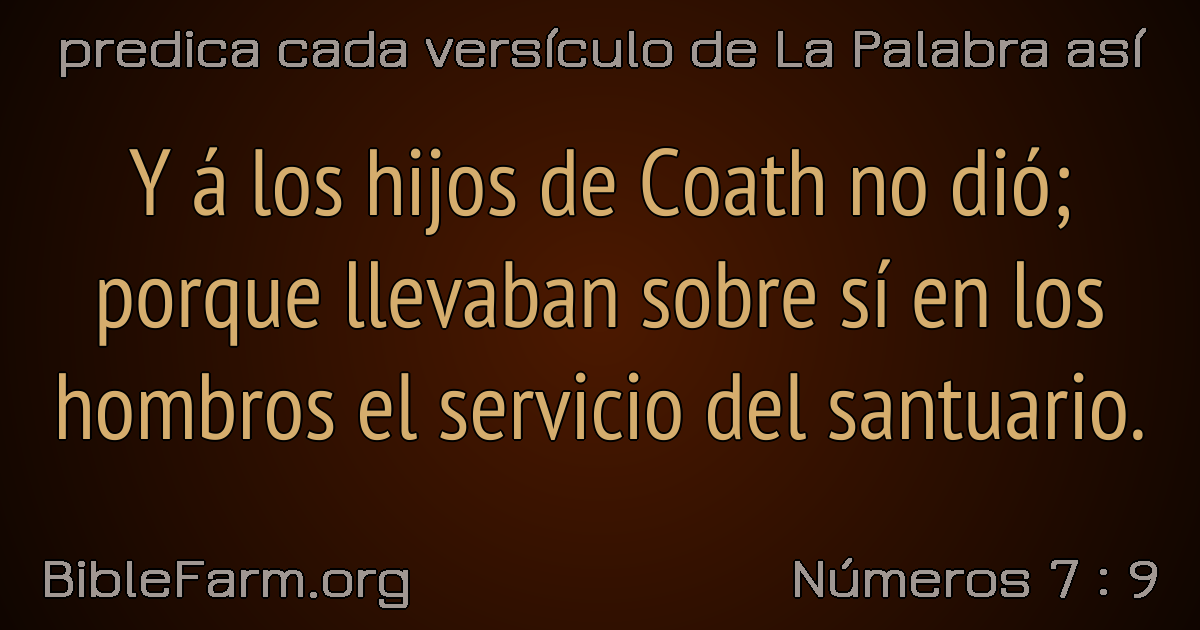 predica cada versículo de La Palabra así
Y á los hijos de Coath no dió;
porque llevaban sobre sí en los
hombros el servicio del santuario.
BibleFarm.org
Números 7 : 9